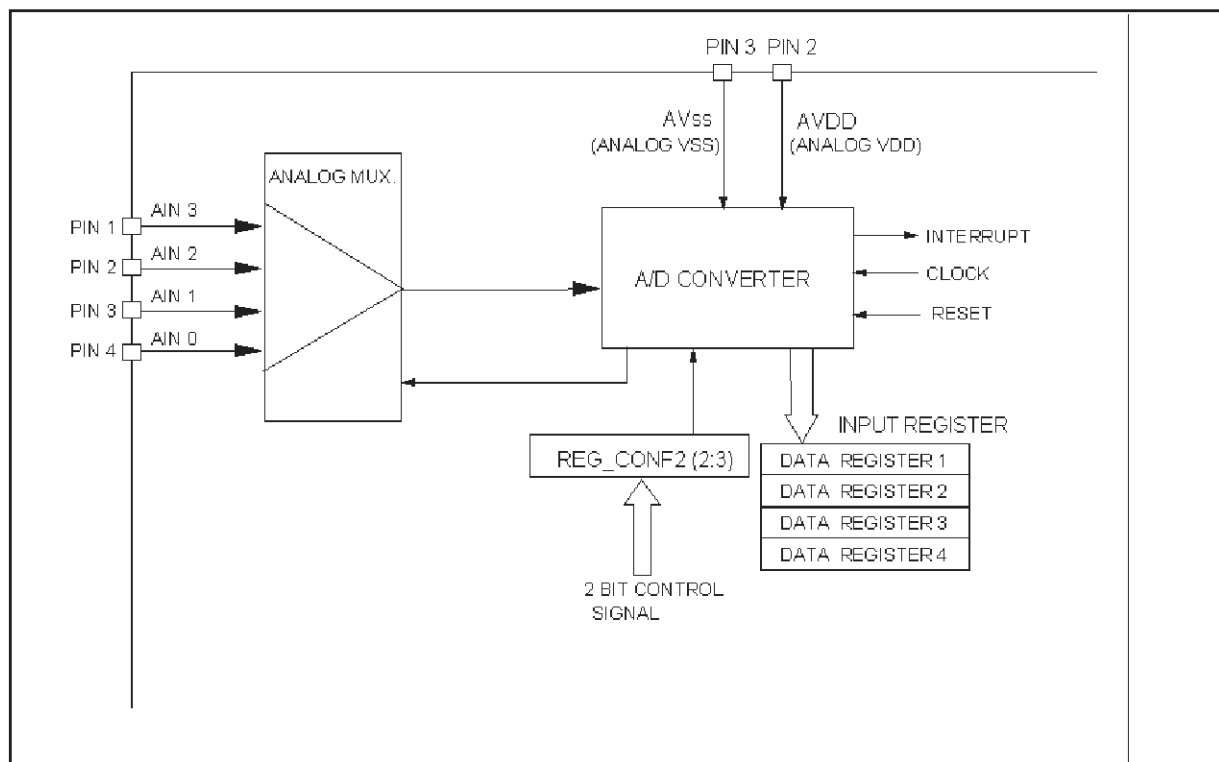 PIN 3 PIN 2
AVss
(ANALOG VSS)
AVDD
(ANALOG VDD)
ANALOG MUX.
PIN 1
AIN 3
PIN 2
AIN 2
PIN 3
AIN 1
PIN 4
AIN 0
A/D CONVERTER
INTERRUPT
CLOCK
RESET
REG_CONF2 (2:3)
2 BIT CONTROL
SIGNAL
INPUT REGISTER
DATA REGISTER 1
DATA REGISTER 2
DATA REGISTER 3
DATA REGISTER 4